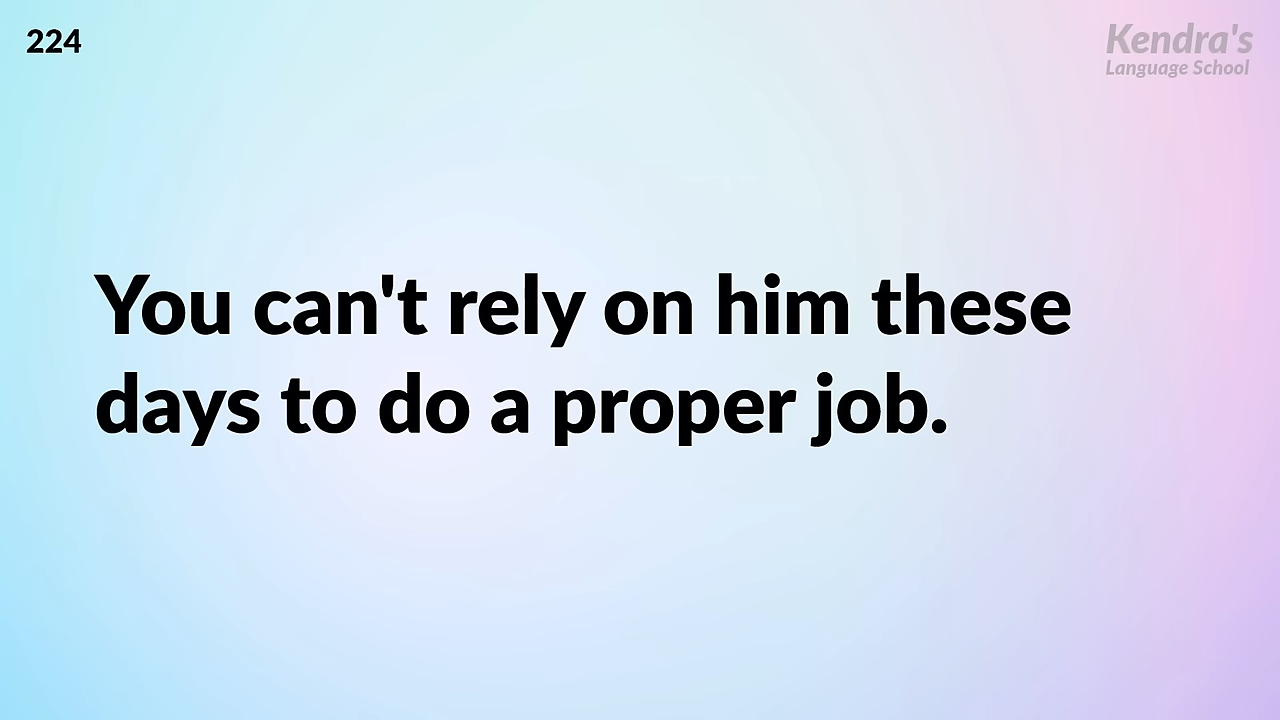 224
Kendra's
Language School
You can't rely on him these
days to do a proper job.